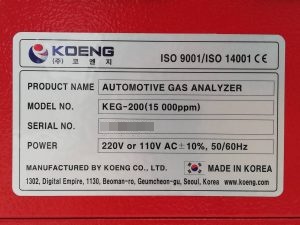 KOENG
(주) 코 엔 지
ISO 9001/ISO 14001 CE
PRODUCT NAME AUTOMOTIVE GAS ANALYZER
MODEL NO. KEG-200(15 000ppm)
SERIAL NO.
POWER 220V or 110V AC±10%, 50/60Hz
MANUFACTURED BY KOENG CO., LTD. MADE IN KOREA
1302, Digital Empire, 1130, Beoman-ro, Geumcheon-gu, Seoul, Korea www.koeng.com